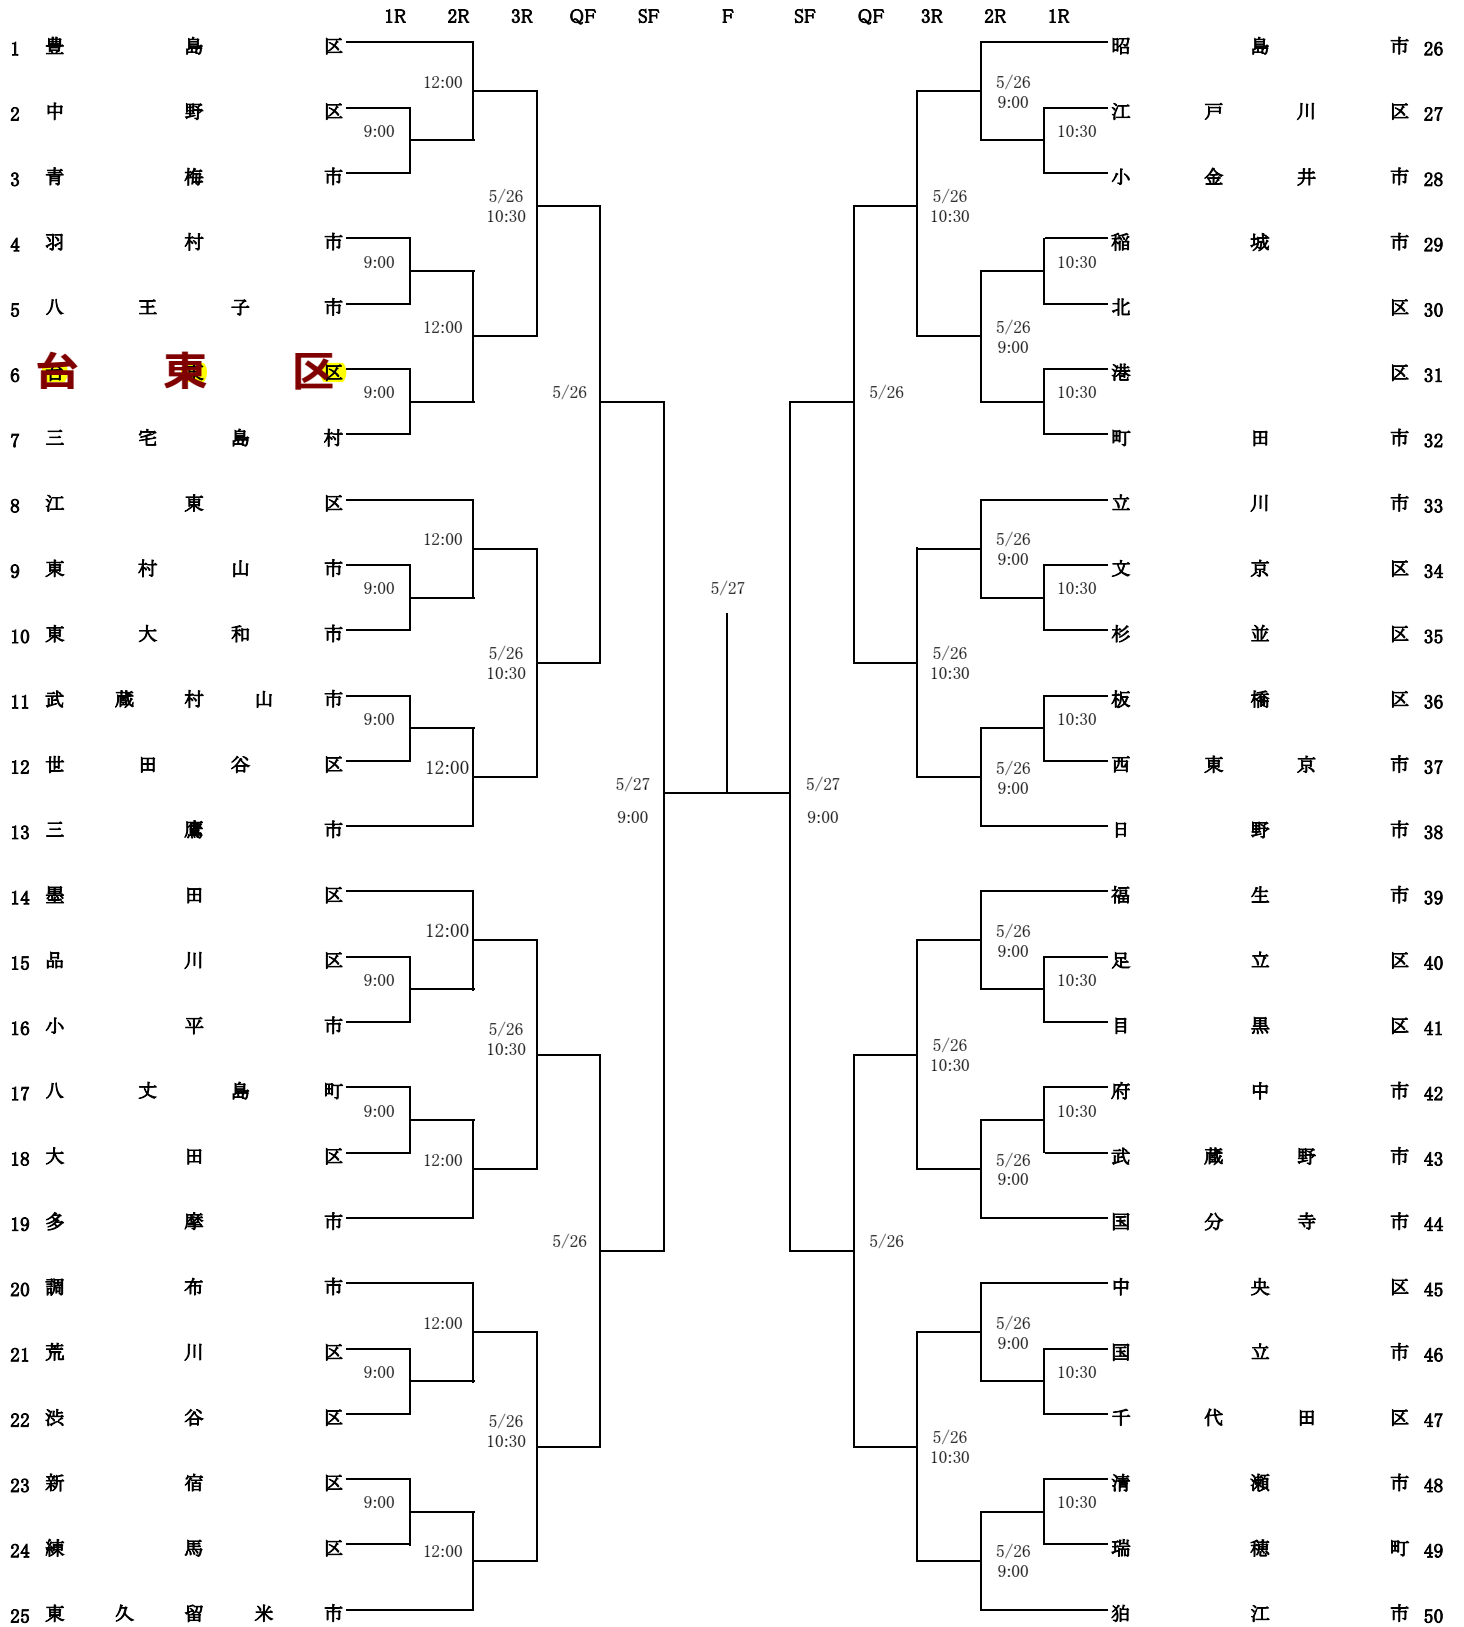 1R 2R 3R QF SF F SF QF 3R 2R 1R
1 豊島区 昭島市 26
12:00 5/26
9:00
2 中野区 江戸川区 27
9:00 10:30
3 青梅市 小金井市 28
5/26 5/26
10:30 10:30
4 羽村市 稲城市 29
9:00 10:30
5 八王子市 北区 30
12:00 5/26
9:00
6 台東区 港区 31
9:00 5/26 5/26 10:30
7 三宅島村 町田市 32
8 江東区 立川市 33
12:00 5/26
9:00
9 東村山市 文京区 34
9:00 5/27 10:30
10 東大和市 杉並区 35
5/26 5/26
10:30 10:30
11 武蔵村山市 板橋区 36
9:00 10:30
12 世田谷区 西東京市 37
12:00 5/26
5/27 5/27 9:00
9:00 9:00
13 三鷹市 日野市 38
14 墨田区 福生市 39
12:00 5/26
9:00
15 品川区 足立区 40
9:00 10:30
16 小平市 目黒区 41
5/26 5/26
10:30 10:30
17 八丈島町 府中市 42
9:00 10:30
18 大田区 武蔵野市 43
12:00 5/26
9:00
19 多摩市 国分寺市 44
5/26 5/26
20 調布市 中央区 45
12:00 5/26
9:00
21 荒川区 国立市 46
9:00 10:30
22 渋谷区 千代田区 47
5/26 5/26
10:30 10:30
23 新宿区 清瀬市 48
9:00 10:30
24 練馬区 瑞穂町 49
12:00 5/26
9:00
25 東久留米市 狛江市 50